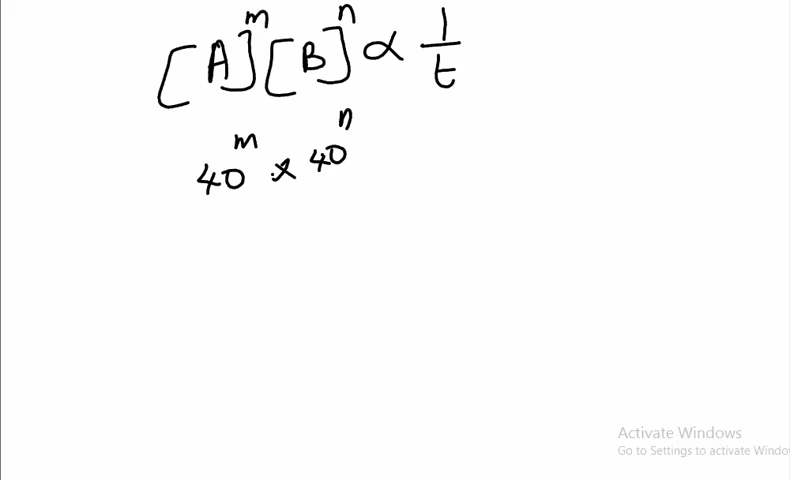 [A]^m [B]^n ∝ 1/t
40^m × 40^n
Activate Windows
Go to Settings to activate Windo